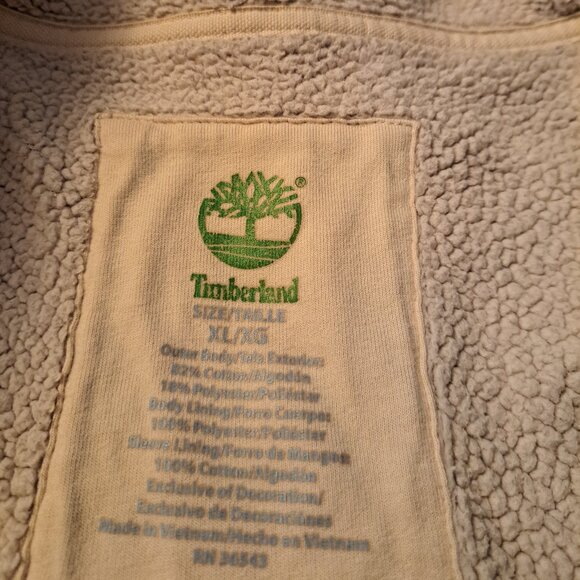 ®
Timberland
SIZE/TAILLE
XL/XG
Outer Body/Tela Exterior:
82% Cotton/Algodón
18% Polyester/Poliéster
Body Lining/Forro Cuerpo:
100% Polyester/Poliéster
Sleeve Lining/Forro de Mangas:
100% Cotton/Algodón
Exclusive of Decoration/
Exclusivo de Decoraciones
Made in Vietnam/Hecho en Vietnam
RN 36543